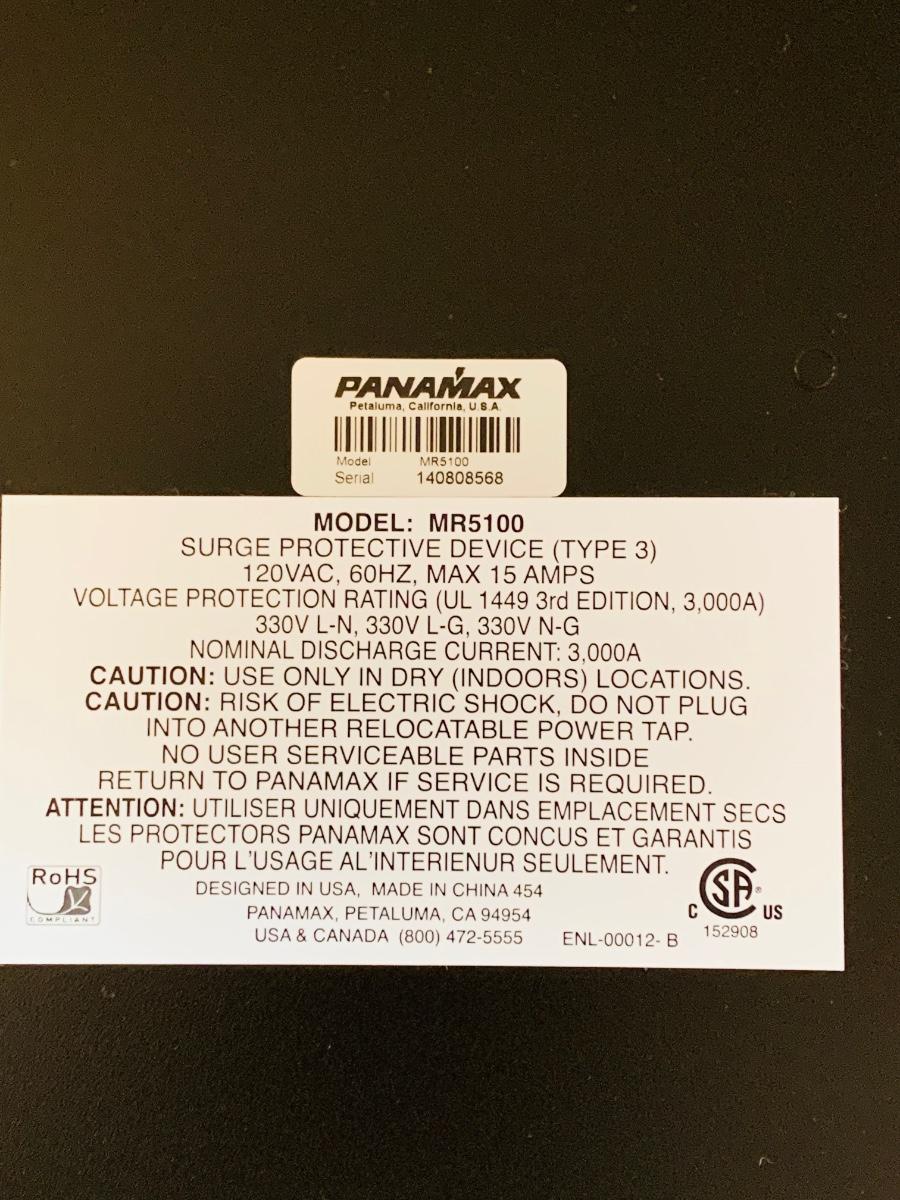 PANAMAX
Petaluma, California, U.S.A.
Model MR5100
Serial 140808568
MODEL: MR5100
SURGE PROTECTIVE DEVICE (TYPE 3)
120VAC, 60HZ, MAX 15 AMPS
VOLTAGE PROTECTION RATING (UL 1449 3rd EDITION, 3,000A)
330V L-N, 330V L-G, 330V N-G
NOMINAL DISCHARGE CURRENT: 3,000A
CAUTION: USE ONLY IN DRY (INDOORS) LOCATIONS.
CAUTION: RISK OF ELECTRIC SHOCK, DO NOT PLUG
INTO ANOTHER RELOCATABLE POWER TAP.
NO USER SERVICEABLE PARTS INSIDE
RETURN TO PANAMAX IF SERVICE IS REQUIRED.
ATTENTION: UTILISER UNIQUEMENT DANS EMPLACEMENT SECS
LES PROTECTORS PANAMAX SONT CONCUS ET GARANTIS
POUR L'USAGE AL'INTERIENUR SEULEMENT.
RoHS
COMPLIANT
DESIGNED IN USA, MADE IN CHINA 454
PANAMAX, PETALUMA, CA 94954
USA & CANADA (800) 472-5555 ENL-00012- B
C SA® US
152908